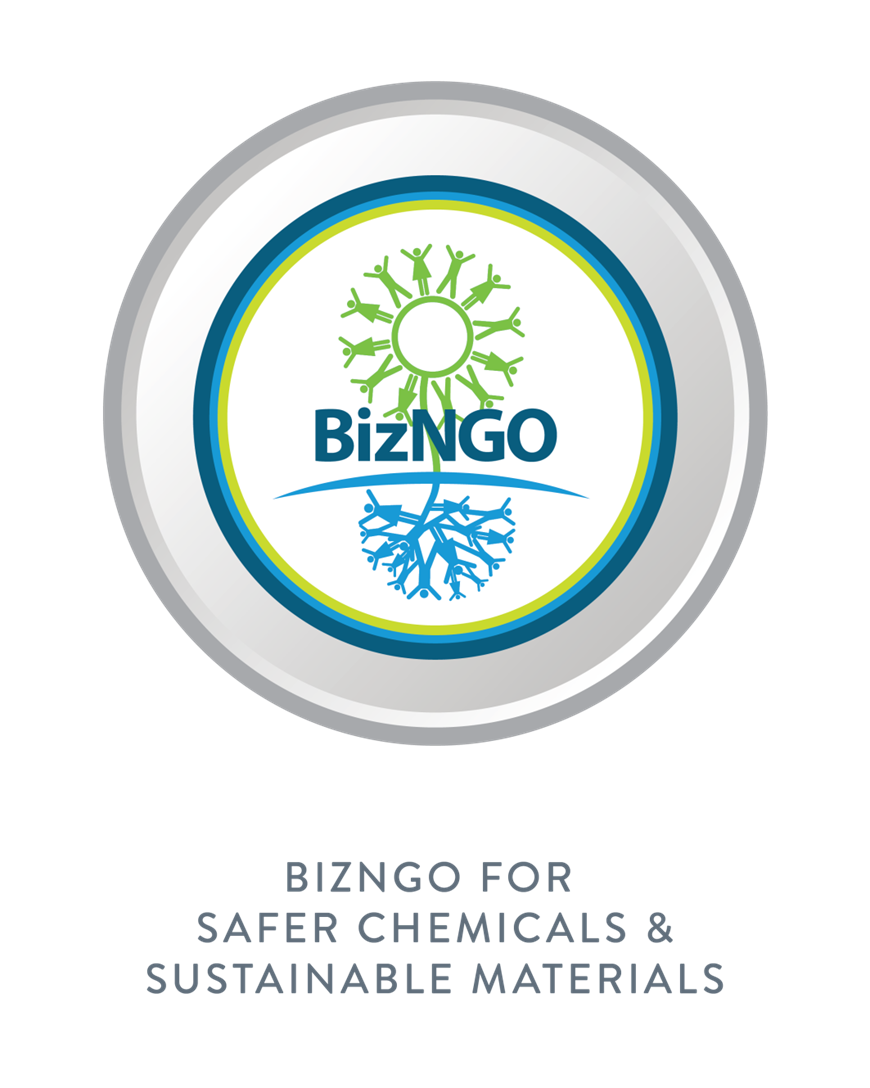 BizNGO
BIZNGO FOR
SAFER CHEMICALS &
SUSTAINABLE MATERIALS